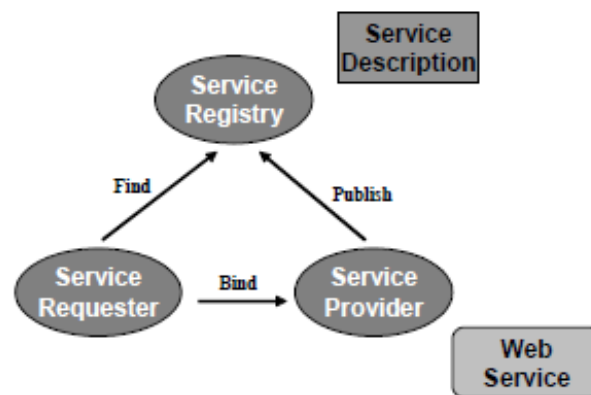 Service
Description
Service
Registry
Find
Publish
Service
Requester
Bind
Service
Provider
Web
Service